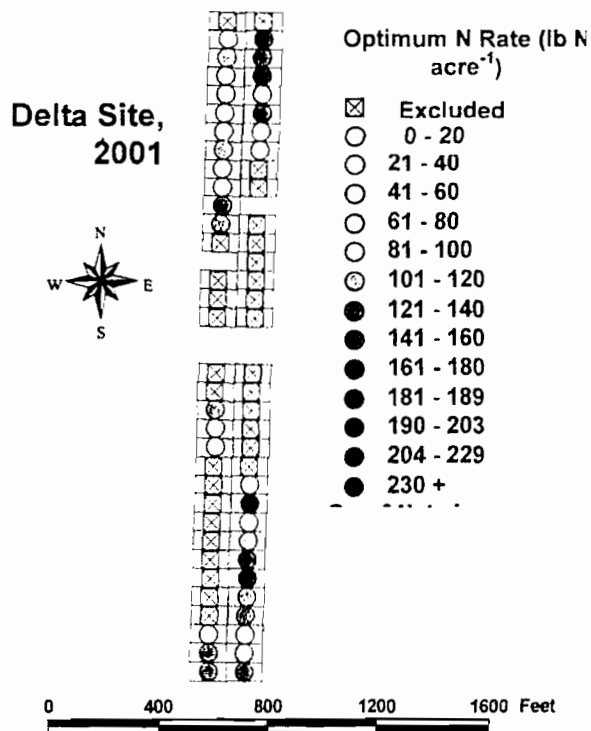 Optimum N Rate (lb N
acre⁻¹)
Delta Site,
2001
Excluded
0 - 20
21 - 40
41 - 60
61 - 80
81 - 100
101 - 120
121 - 140
141 - 160
161 - 180
181 - 189
190 - 203
204 - 229
230 +
N
W E
S
0 400 800 1200 1600 Feet